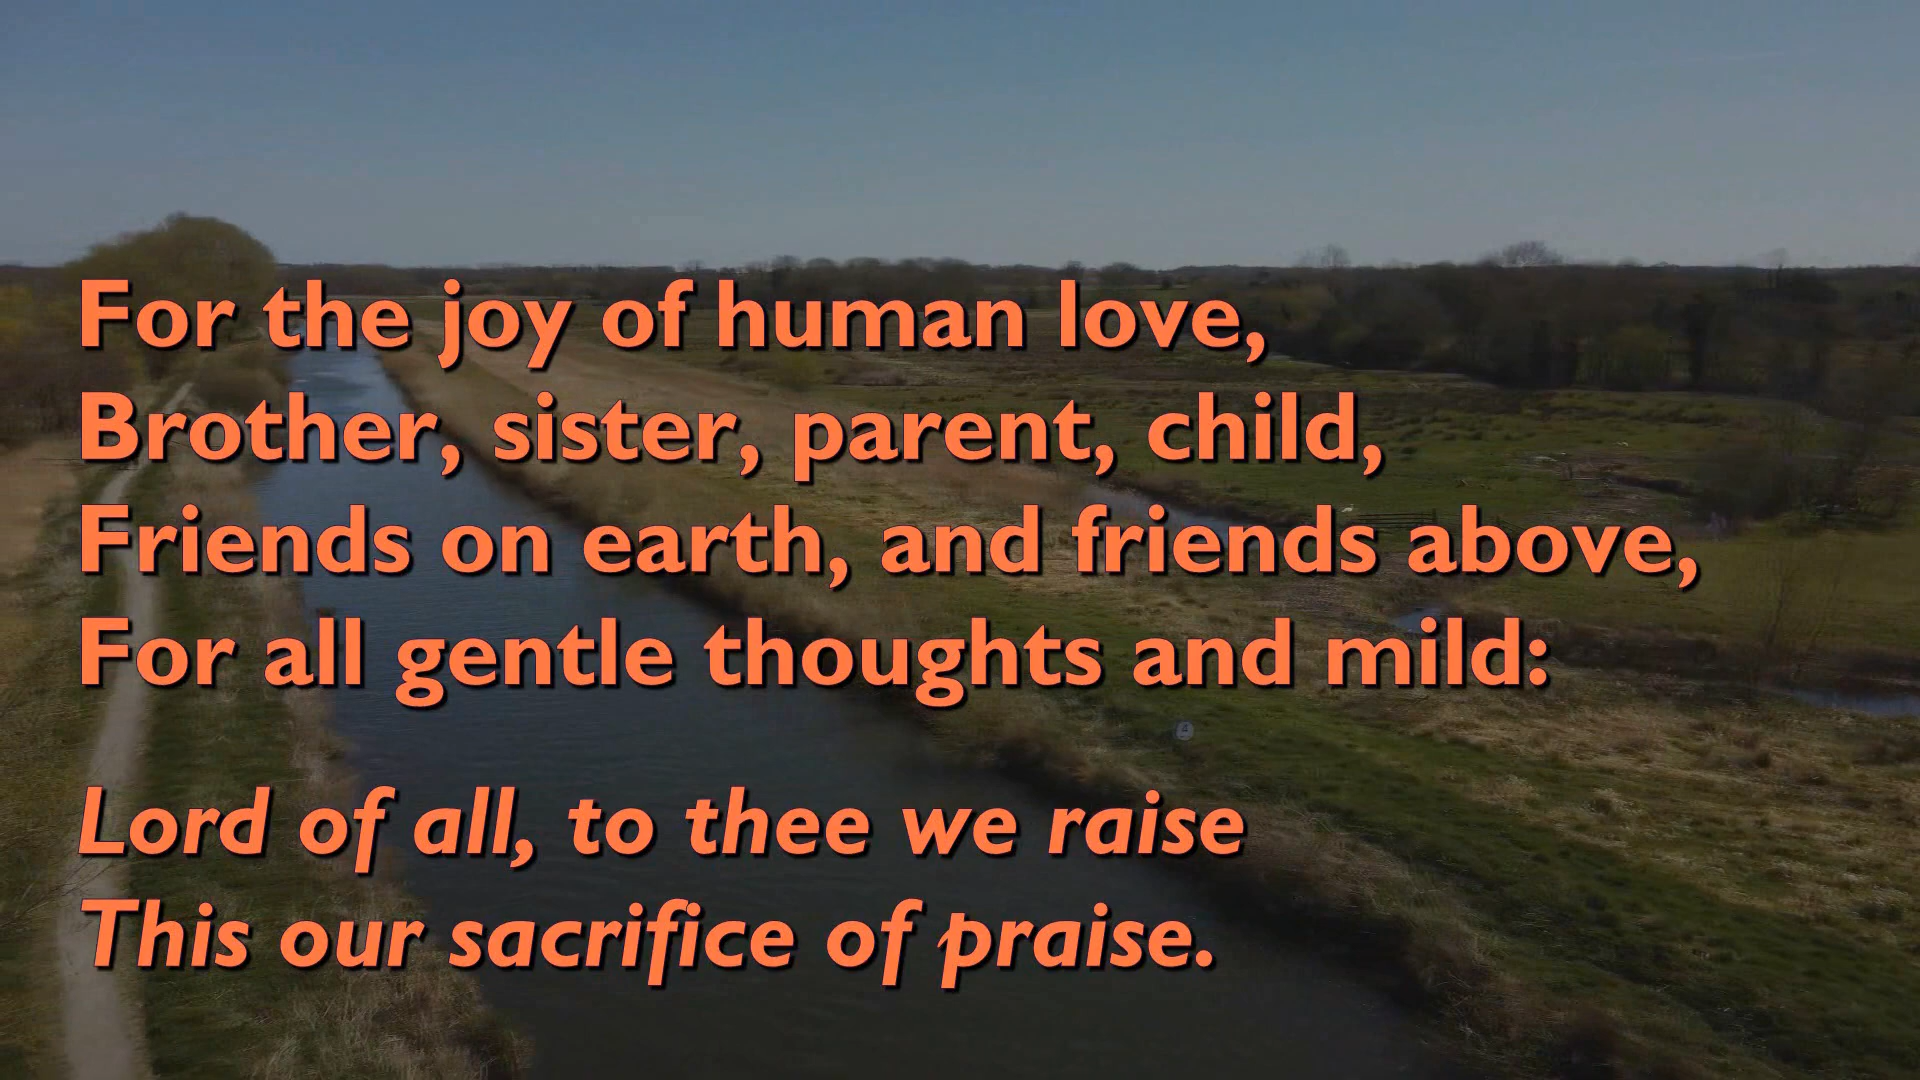 For the joy of human love,
Brother, sister, parent, child,
Friends on earth, and friends above,
For all gentle thoughts and mild:
Lord of all, to thee we raise
This our sacrifice of praise.